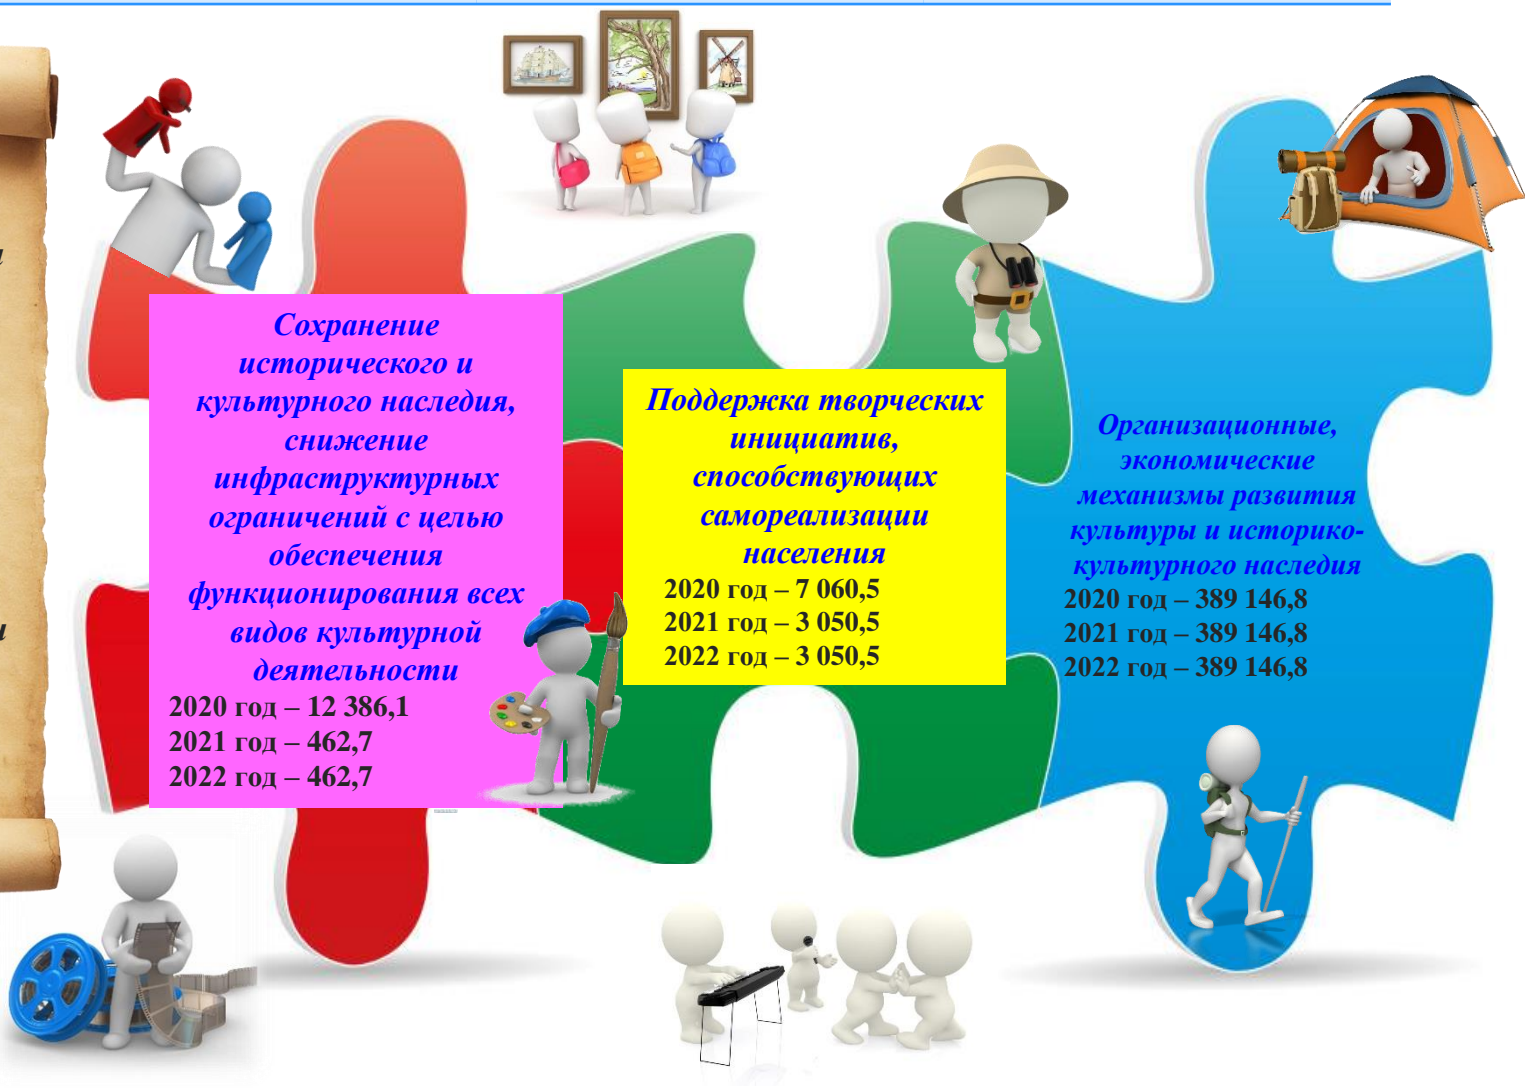 Сохранение
исторического и
культурного наследия,
снижение
инфраструктурных
ограничений с целью
обеспечения
функционирования всех
видов культурной
деятельности
2020 год – 12 386,1
2021 год – 462,7
2022 год – 462,7
Поддержка творческих
инициатив,
способствующих
самореализации
населения
2020 год – 7 060,5
2021 год – 3 050,5
2022 год – 3 050,5
Организационные,
экономические
механизмы развития
культуры и историко-
культурного наследия
2020 год – 389 146,8
2021 год – 389 146,8
2022 год – 389 146,8